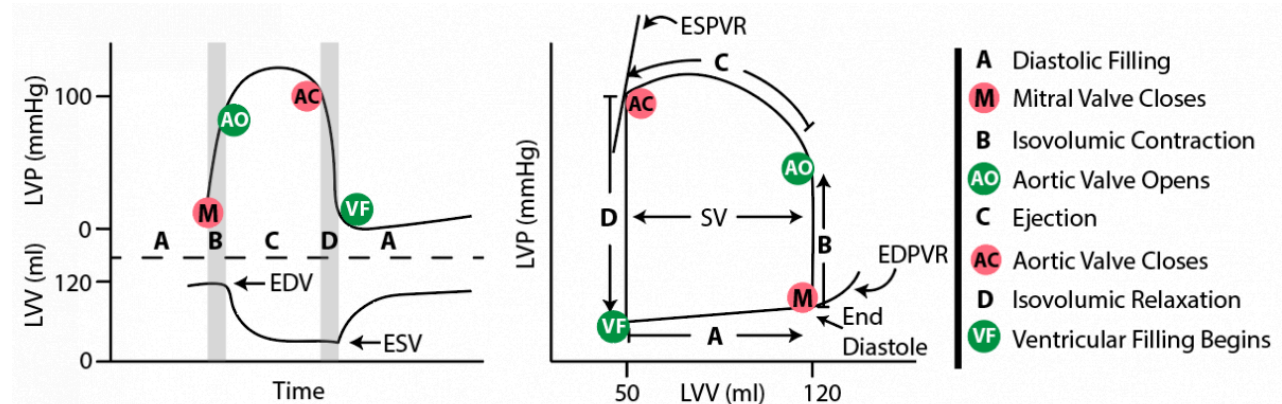 LVP (mmHg)
100
0
AO
AC
M
VF
A B C D A
LVV (ml)
120
0
EDV
ESV
Time
ESPVR
C
AC
AO
LVP (mmHg)
D
SV
B
EDPVR
M
VF
A
End
Diastole
50 LVV (ml) 120
A Diastolic Filling
M Mitral Valve Closes
B Isovolumic Contraction
AO Aortic Valve Opens
C Ejection
AC Aortic Valve Closes
D Isovolumic Relaxation
VF Ventricular Filling Begins